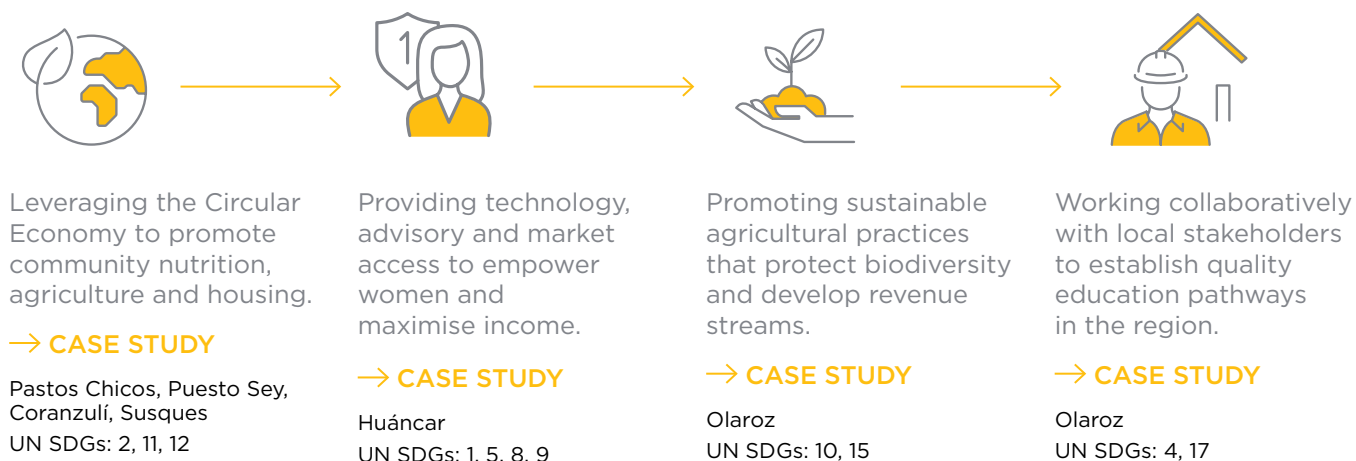 1
Leveraging the Circular
Economy to promote
community nutrition,
agriculture and housing.
→ CASE STUDY
Pastos Chicos, Puesto Sey,
Coranzulí, Susques
UN SDGs: 2, 11, 12
Providing technology,
advisory and market
access to empower
women and
maximise income.
→ CASE STUDY
Huáncar
UN SDGs: 1, 5, 8, 9
Promoting sustainable
agricultural practices
that protect biodiversity
and develop revenue
streams.
→ CASE STUDY
Olaroz
UN SDGs: 10, 15
Working collaboratively
with local stakeholders
to establish quality
education pathways
in the region.
→ CASE STUDY
Olaroz
UN SDGs: 4, 17